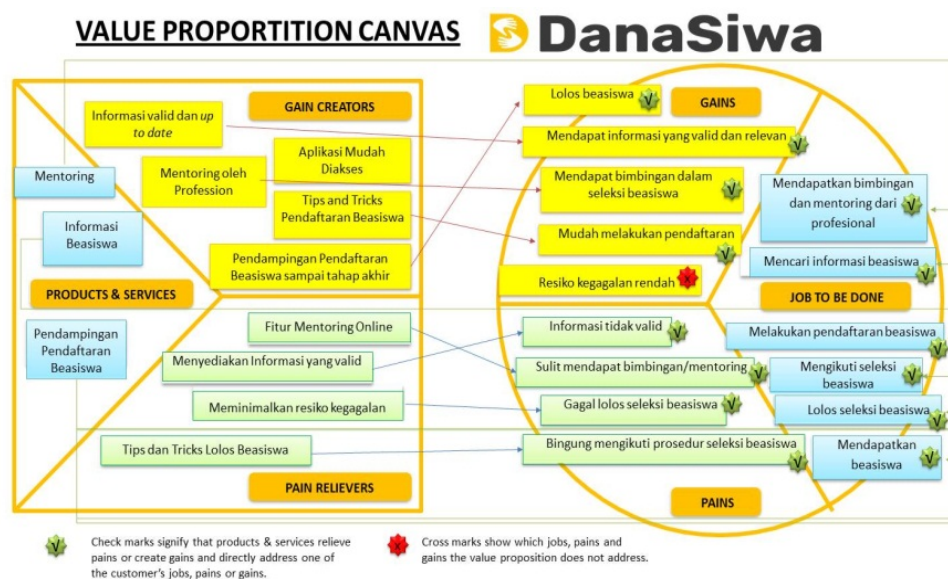 VALUE PROPORTITION CANVAS
DanaSiwa
GAIN CREATORS
Informasi valid dan up
to date
Aplikasi Mudah
Diakses
Mentoring oleh
Profession
Tips and Tricks
Pendaftaran Beasiswa
Pendampingan Pendaftaran
Beasiswa sampai tahap akhir
Mentoring
Informasi
Beasiswa
PRODUCTS & SERVICES
Pendampingan
Pendaftaran
Beasiswa
Fitur Mentoring Online
Menyediakan Informasi yang valid
Meminimalkan resiko kegagalan
Tips dan Tricks Lolos Beasiswa
PAIN RELIEVERS
Lolos beasiswa √
GAINS
Mendapat informasi yang valid dan relevan √
Mendapat bimbingan dalam
seleksi beasiswa √
Mudah melakukan pendaftaran √
Resiko kegagalan rendah x
Mendapatkan bimbingan
dan mentoring dari √
profesional
Mencari informasi beasiswa √
JOB TO BE DONE
Melakukan pendaftaran beasiswa
Mengikuti seleksi
beasiswa √
Lolos seleksi beasiswa √
Mendapatkan
beasiswa √
Informasi tidak valid √
Sulit mendapat bimbingan/mentoring √
Gagal lolos seleksi beasiswa √
Bingung mengikuti prosedur seleksi beasiswa √
PAINS
√ Check marks signify that products & services relieve
pains or create gains and directly address one of
the customer's jobs, pains or gains.
x Cross marks show which jobs, pains and
gains the value proposition does not address.